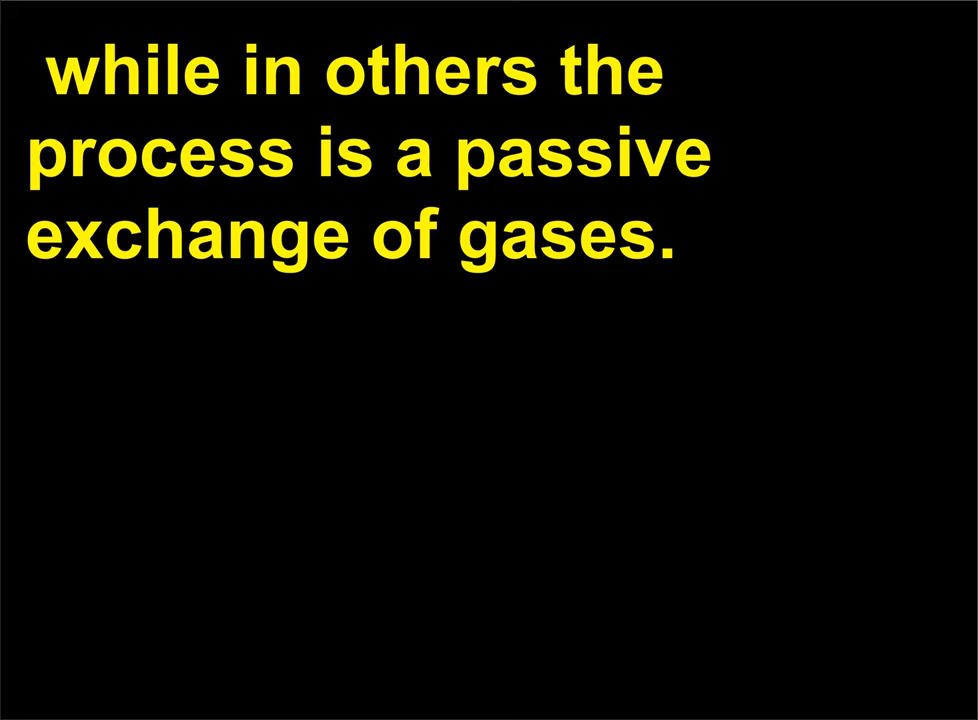 while in others the
process is a passive
exchange of gases.